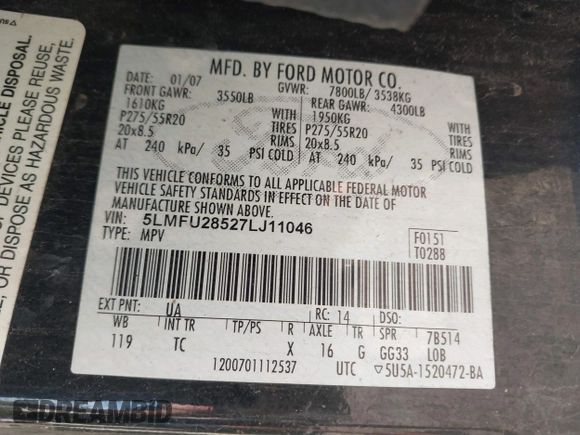 VEHICLE DISPOSAL.
OF DEVICES PLEASE REUSE,
OR DISPOSE AS HAZARDOUS WASTE.
MFD. BY FORD MOTOR CO.
DATE: 01/07 GVWR: 7800LB/ 3538KG
FRONT GAWR: 3550LB REAR GAWR: 4300LB
1610KG WITH 1950KG WITH
P275/55R20 TIRES P275/55R20 TIRES
20x8.5 RIMS 20x8.5 RIMS
AT 240 kPa/ 35 PSI COLD AT 240 kPa/ 35 PSI COLD
THIS VEHICLE CONFORMS TO ALL APPLICABLE FEDERAL MOTOR
VEHICLE SAFETY STANDARDS IN EFFECT ON THE DATE OF
MANUFACTURE SHOWN ABOVE.
VIN: 5LMFU28527LJ11046
TYPE: MPV
F0151
T0288
EXT PNT: UA RC: 14 DSO:
WB INT TR TP/PS R AXLE TR SPR 7B514
119 TC X 16 G GG33 LOB
1200701112537 UTC ▽5U5A-1520472-BA
Ford
DREAMBID